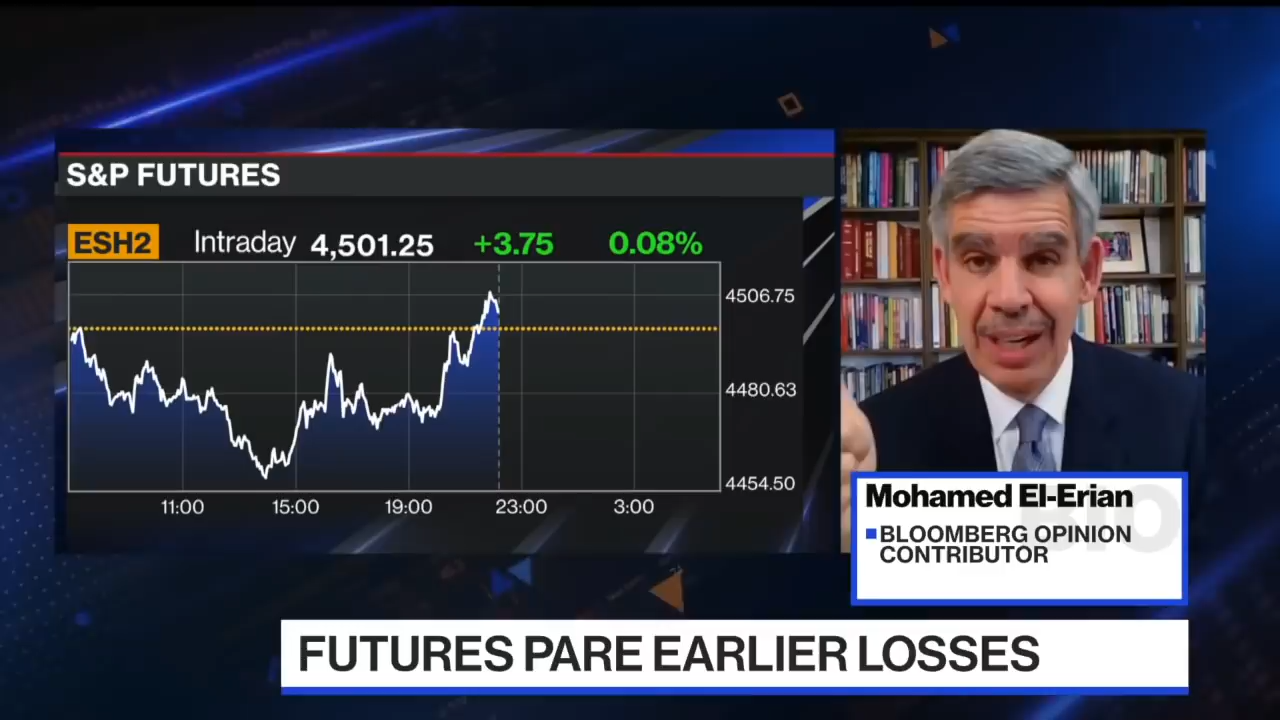 S&P FUTURES
ESH2 Intraday 4,501.25 +3.75 0.08%
4506.75
4480.63
4454.50
11:00 15:00 19:00 23:00 3:00
Mohamed El-Erian
BLOOMBERG OPINION
CONTRIBUTOR
FUTURES PARE EARLIER LOSSES